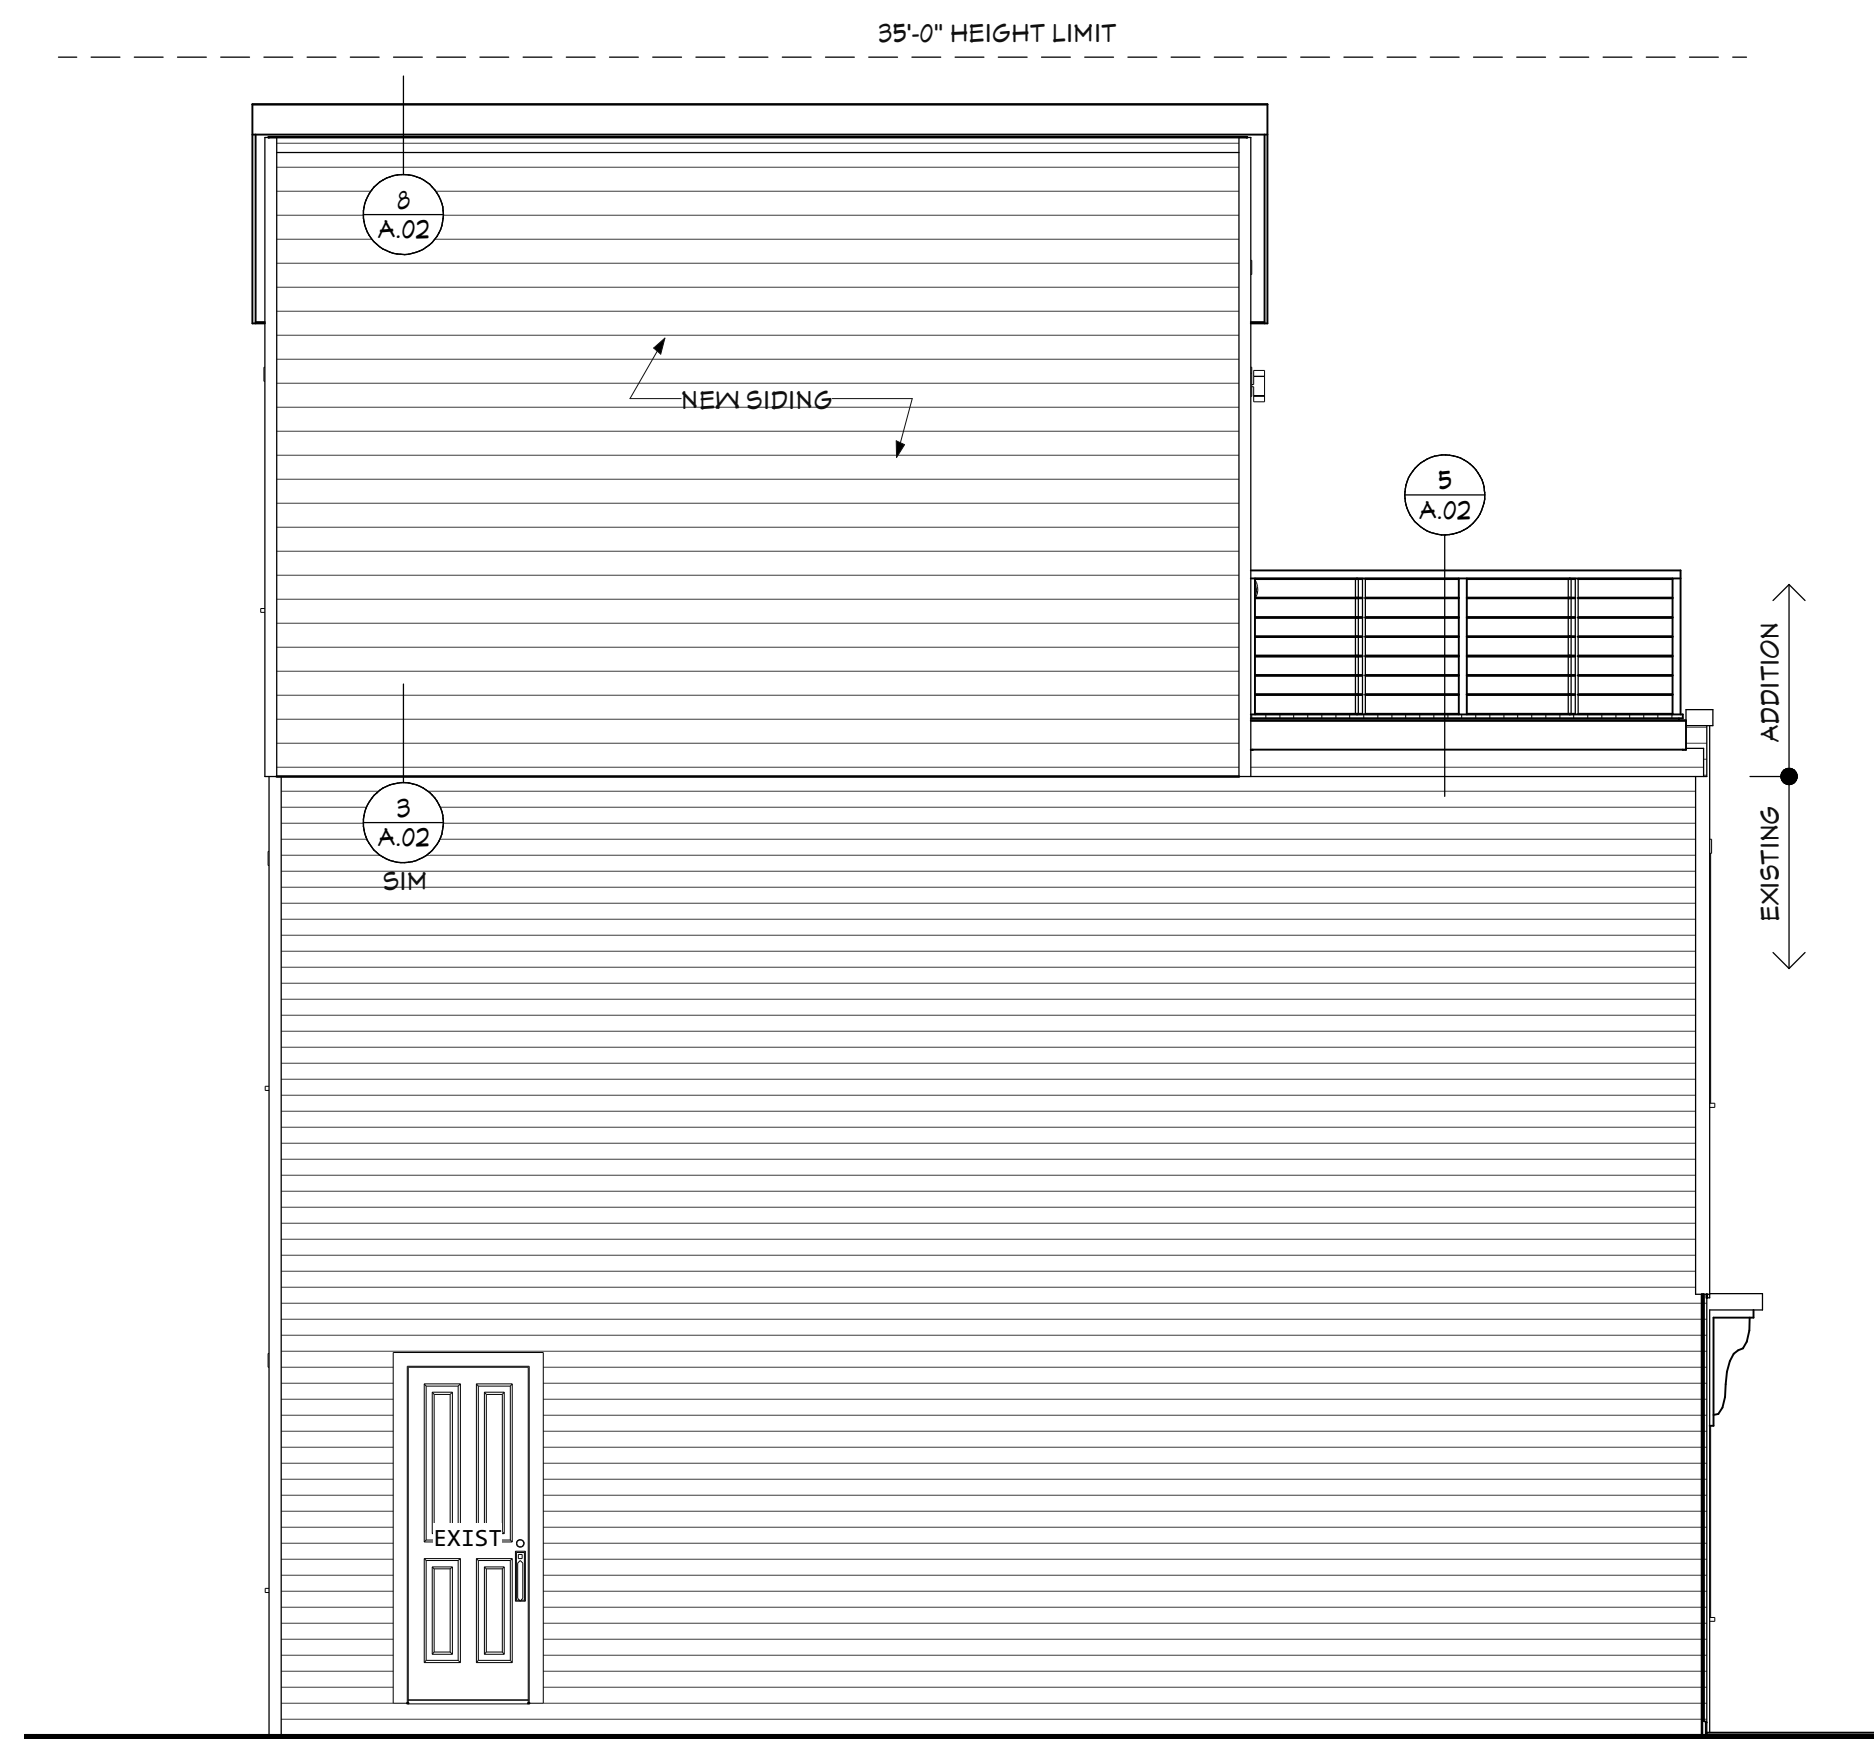 35'-0" HEIGHT LIMIT
8
A.02
NEW SIDING
5
A.02
ADDITION
3
A.02
SIM
EXISTING
EXIST